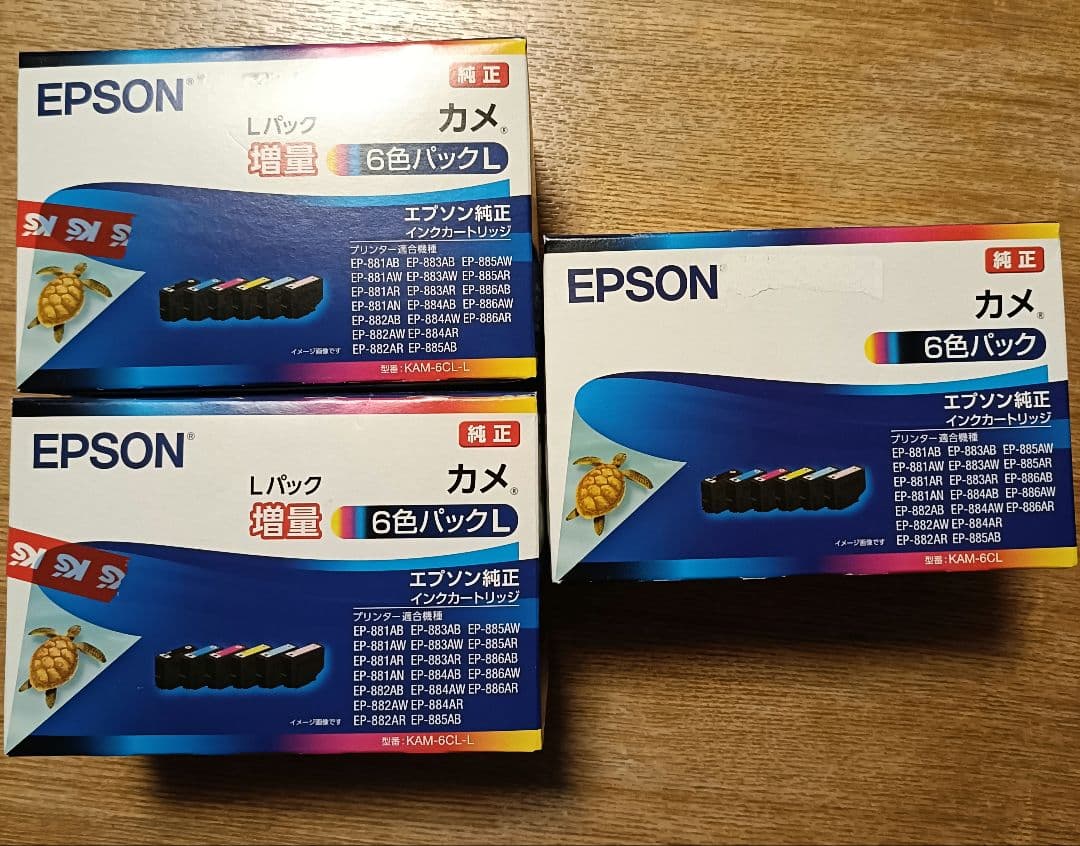 EPSON®
純正
カメ®
Lパック
増量
6色パックL
エプソン純正
インクカートリッジ
プリンター適合機種
EP-881AB EP-883AB EP-885AW
EP-881AW EP-883AW EP-885AR
EP-881AR EP-883AR EP-886AB
EP-881AN EP-884AB EP-886AW
EP-882AB EP-884AW EP-886AR
EP-882AW EP-884AR
EP-882AR EP-885AB
イメージ画像です
型番:KAM-6CL-L
K's K's K's
EPSON®
純正
カメ®
Lパック
増量
6色パックL
エプソン純正
インクカートリッジ
プリンター適合機種
EP-881AB EP-883AB EP-885AW
EP-881AW EP-883AW EP-885AR
EP-881AR EP-883AR EP-886AB
EP-881AN EP-884AB EP-886AW
EP-882AB EP-884AW EP-886AR
EP-882AW EP-884AR
EP-882AR EP-885AB
イメージ画像です
型番:KAM-6CL-L
K's K's K's
EPSON®
純正
カメ®
6色パック
エプソン純正
インクカートリッジ
プリンター適合機種
EP-881AB EP-883AB EP-885AW
EP-881AW EP-883AW EP-885AR
EP-881AR EP-883AR EP-886AB
EP-881AN EP-884AB EP-886AW
EP-882AB EP-884AW EP-886AR
EP-882AW EP-884AR
EP-882AR EP-885AB
イメージ画像です
型番:KAM-6CL